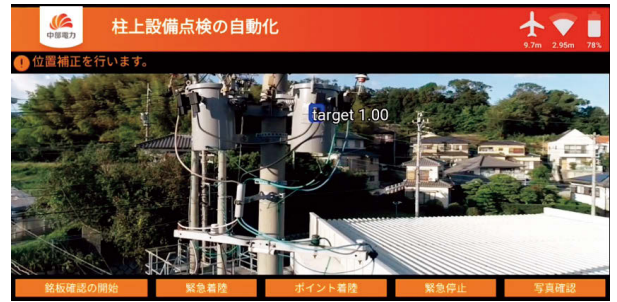 中部電力
柱上設備点検の自動化
9.7m 2.95m 78%
! 位置補正を行います。
target 1.00
銘板確認の開始 緊急着陸 ポイント着陸 緊急停止 写真確認